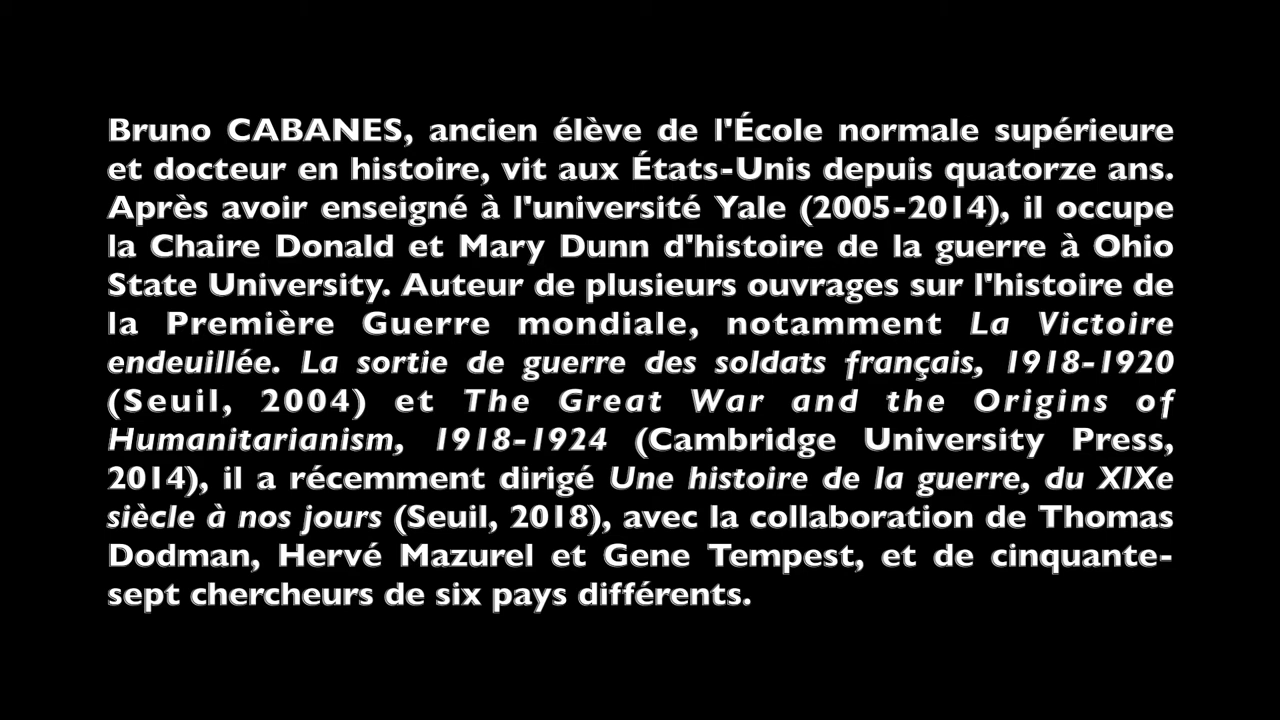 Bruno CABANES, ancien élève de l'École normale supérieure
et docteur en histoire, vit aux États-Unis depuis quatorze ans.
Après avoir enseigné à l'université Yale (2005-2014), il occupe
la Chaire Donald et Mary Dunn d'histoire de la guerre à Ohio
State University. Auteur de plusieurs ouvrages sur l'histoire de
la Première Guerre mondiale, notamment La Victoire
endeuillée. La sortie de guerre des soldats français, 1918-1920
(Seuil, 2004) et The Great War and the Origins of
Humanitarianism, 1918-1924 (Cambridge University Press,
2014), il a récemment dirigé Une histoire de la guerre, du XIXe
siècle à nos jours (Seuil, 2018), avec la collaboration de Thomas
Dodman, Hervé Mazurel et Gene Tempest, et de cinquante-
sept chercheurs de six pays différents.